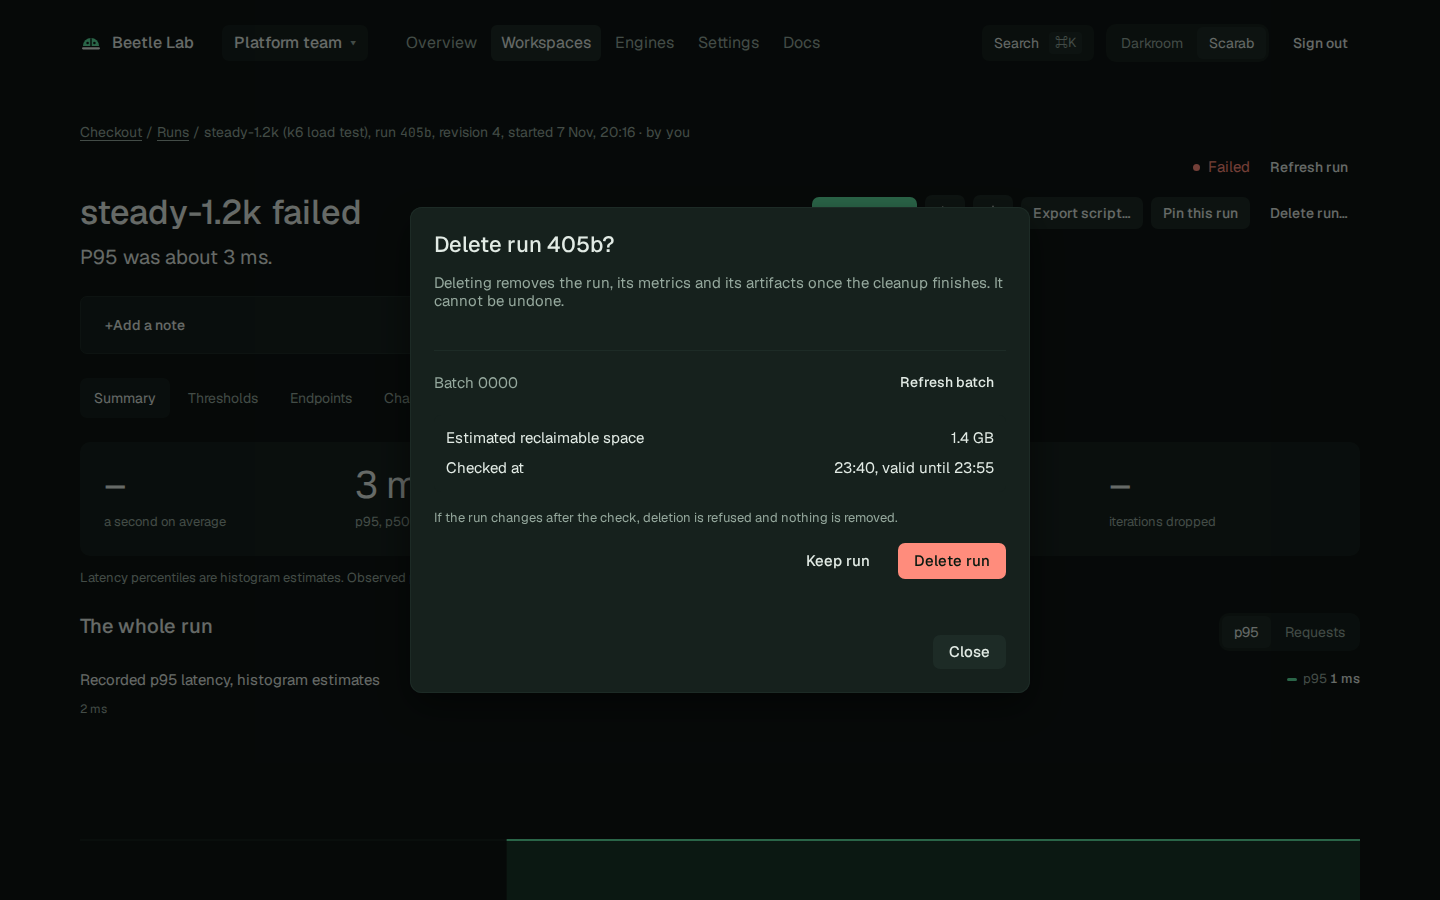 Beetle Lab
Platform team
Overview
Workspaces
Engines
Settings
Docs
Search ⌘K
Darkroom
Scarab
Sign out
Checkout / Runs / steady-1.2k (k6 load test), run 405b, revision 4, started 7 Nov, 20:16 · by you
Failed
Refresh run
steady-1.2k failed
Export script...
Pin this run
Delete run...
P95 was about 3 ms.
+Add a note
Summary
Thresholds
Endpoints
– 
a second on average
p95, p50
–
iterations dropped
Latency percentiles are histogram estimates. Observed
The whole run
p95
Requests
Recorded p95 latency, histogram estimates
p95 1 ms
2 ms
Delete run 405b?
Deleting removes the run, its metrics and its artifacts once the cleanup finishes. It
cannot be undone.
Batch 0000
Refresh batch
Estimated reclaimable space
1.4 GB
Checked at
23:40, valid until 23:55
If the run changes after the check, deletion is refused and nothing is removed.
Keep run
Delete run
Close